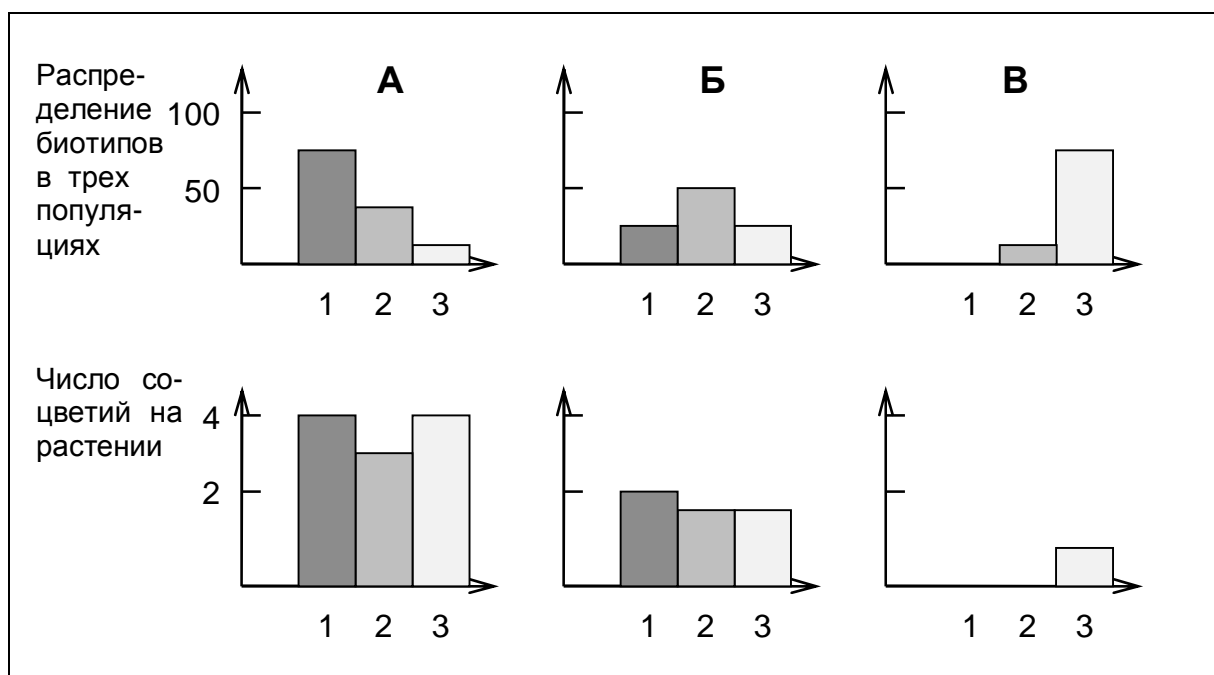 Распре-
деление
биотипов
в трех
популя-
циях
А Б В
100
50
1 2 3 1 2 3 1 2 3
Число со-
цветий на
растении
4
2
1 2 3 1 2 3 1 2 3